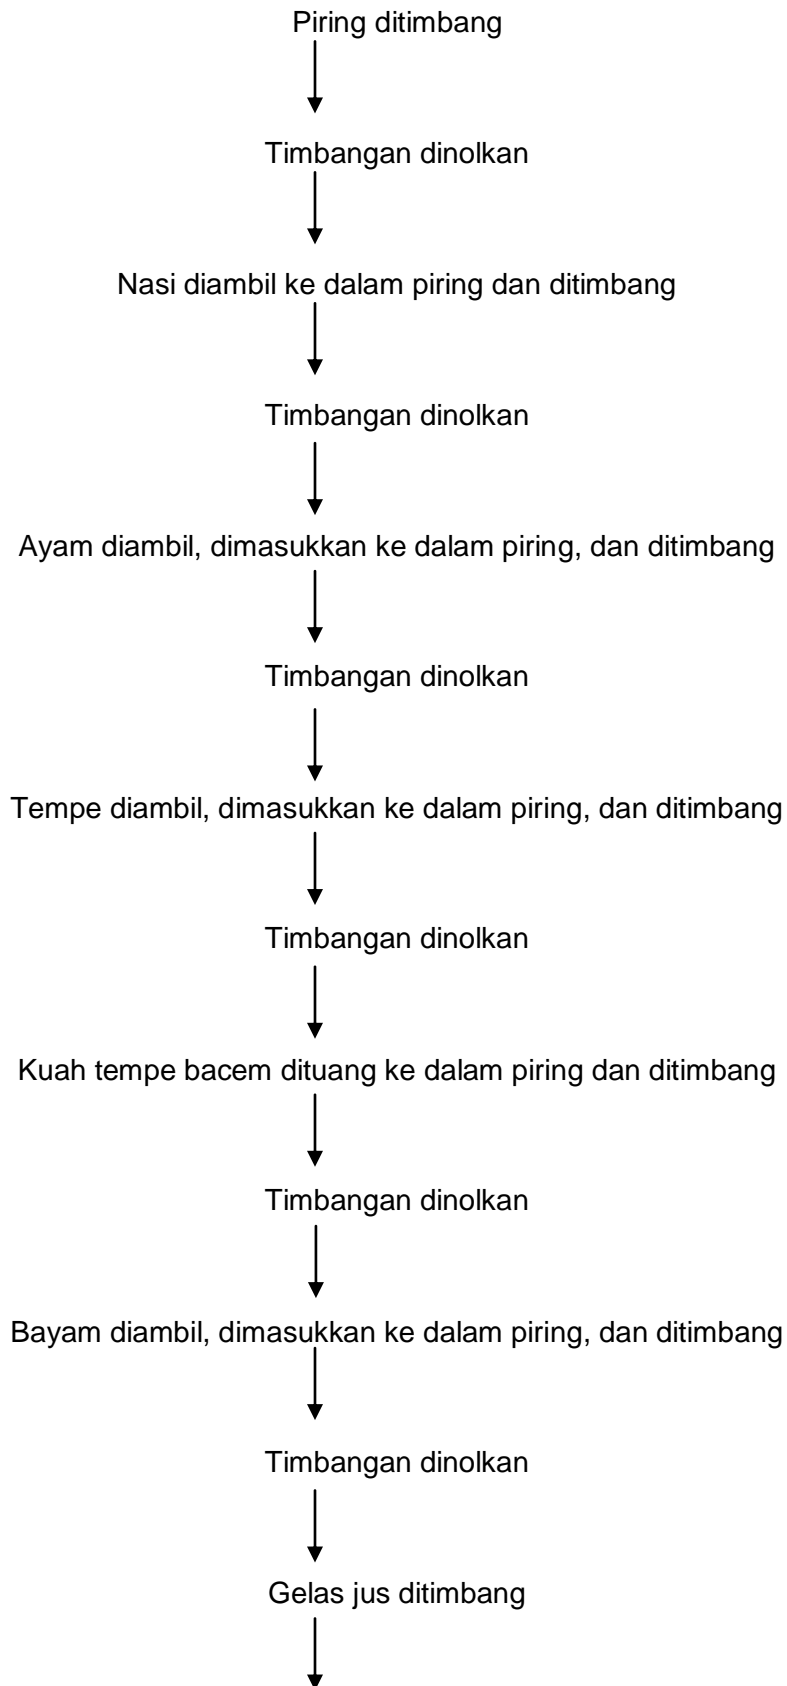 Piring ditimbang
Timbangan dinolkan
Nasi diambil ke dalam piring dan ditimbang
Timbangan dinolkan
Ayam diambil, dimasukkan ke dalam piring, dan ditimbang
Timbangan dinolkan
Tempe diambil, dimasukkan ke dalam piring, dan ditimbang
Timbangan dinolkan
Kuah tempe bacem dituang ke dalam piring dan ditimbang
Timbangan dinolkan
Bayam diambil, dimasukkan ke dalam piring, dan ditimbang
Timbangan dinolkan
Gelas jus ditimbang